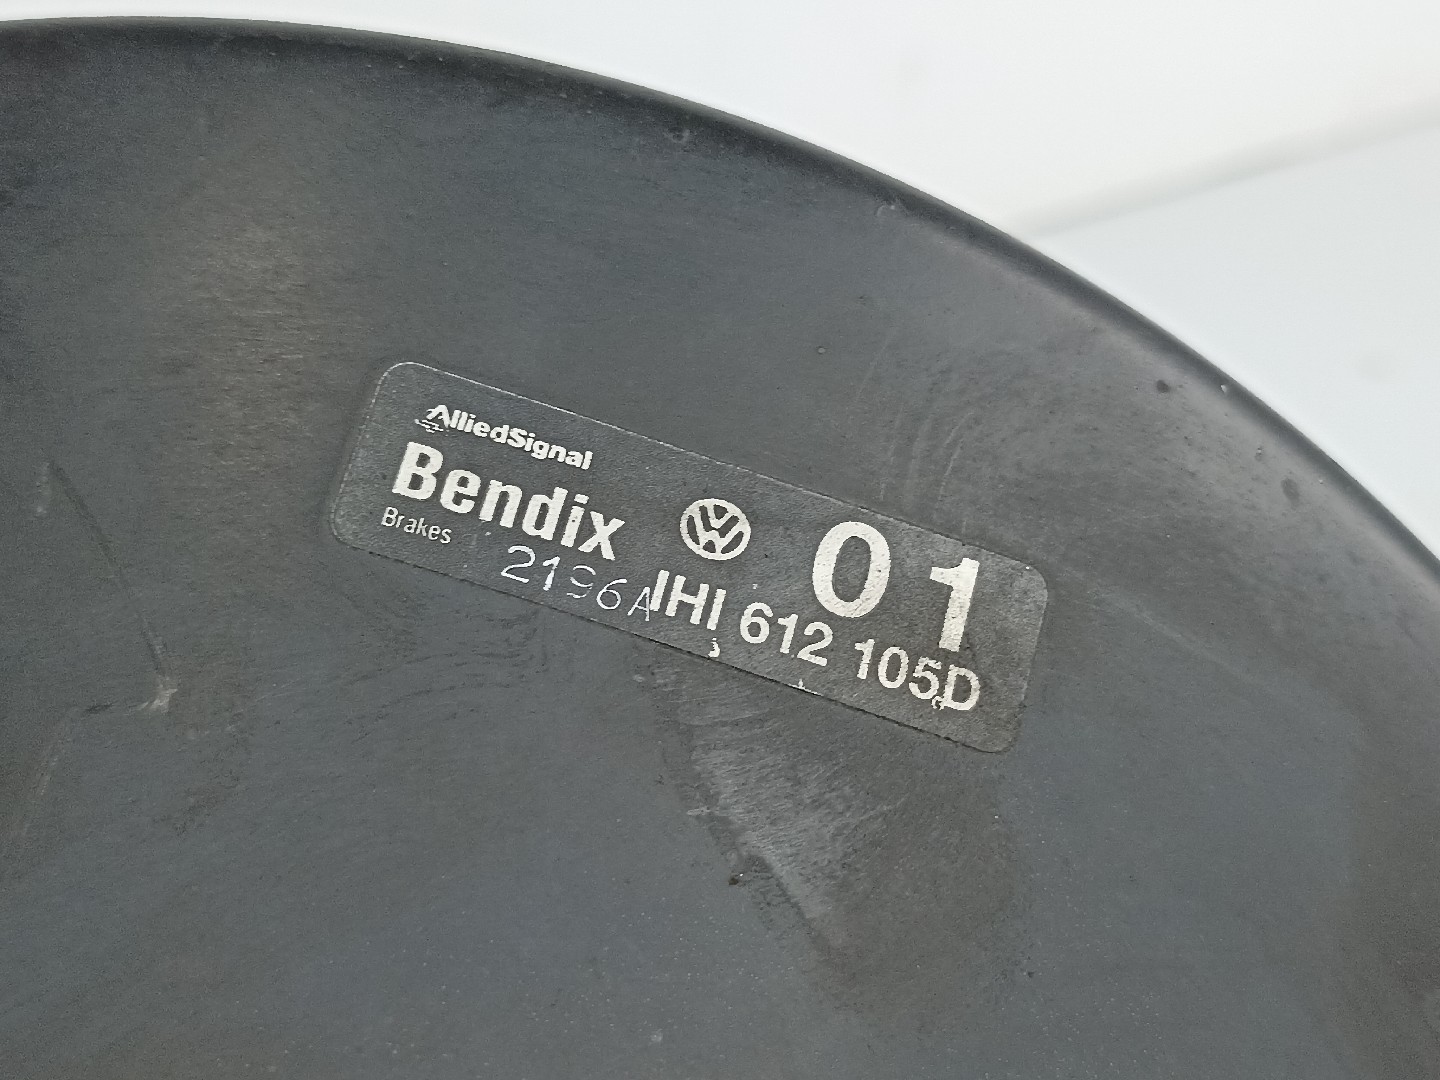 AlliedSignal
Bendix
Brakes
01
2196A
IHI 612 105D